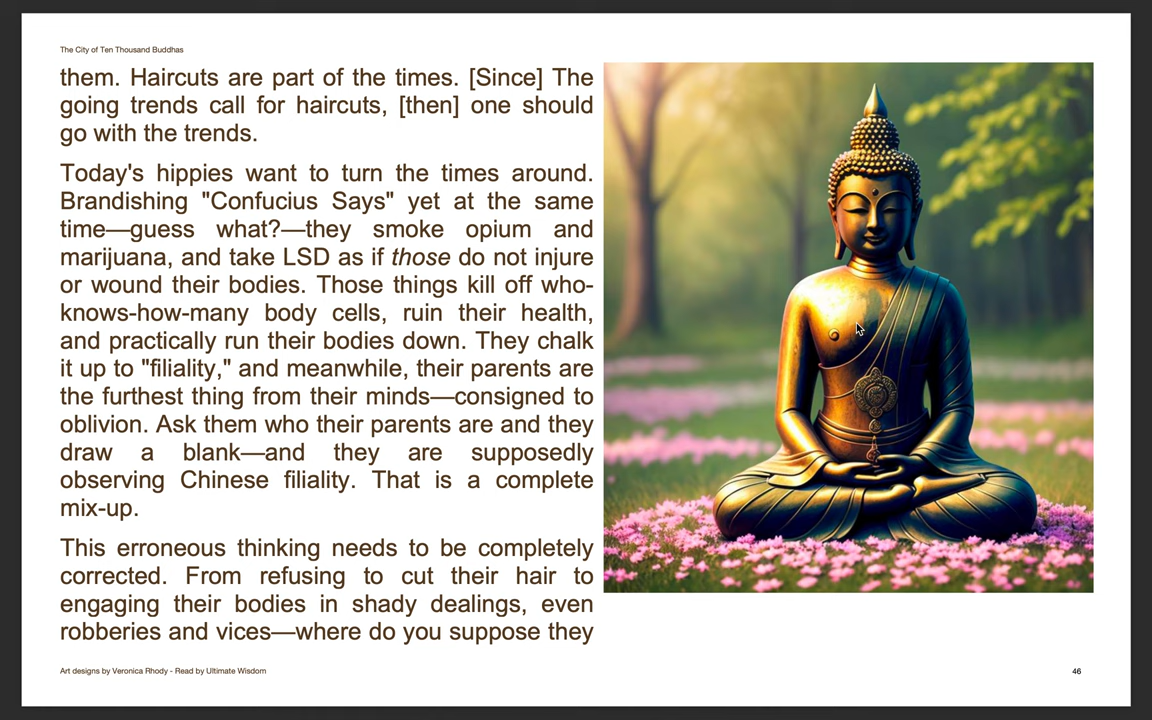 The City of Ten Thousand Buddhas
them. Haircuts are part of the times. [Since] The
going trends call for haircuts, [then] one should
go with the trends.
Today's hippies want to turn the times around.
Brandishing "Confucius Says" yet at the same
time—guess what?—they smoke opium and
marijuana, and take LSD as if those do not injure
or wound their bodies. Those things kill off who-
knows-how-many body cells, ruin their health,
and practically run their bodies down. They chalk
it up to "filiality," and meanwhile, their parents are
the furthest thing from their minds—consigned to
oblivion. Ask them who their parents are and they
draw a blank—and they are supposedly
observing Chinese filiality. That is a complete
mix-up.
This erroneous thinking needs to be completely
corrected. From refusing to cut their hair to
engaging their bodies in shady dealings, even
robberies and vices—where do you suppose they
Art designs by Veronica Rhody - Read by Ultimate Wisdom
46